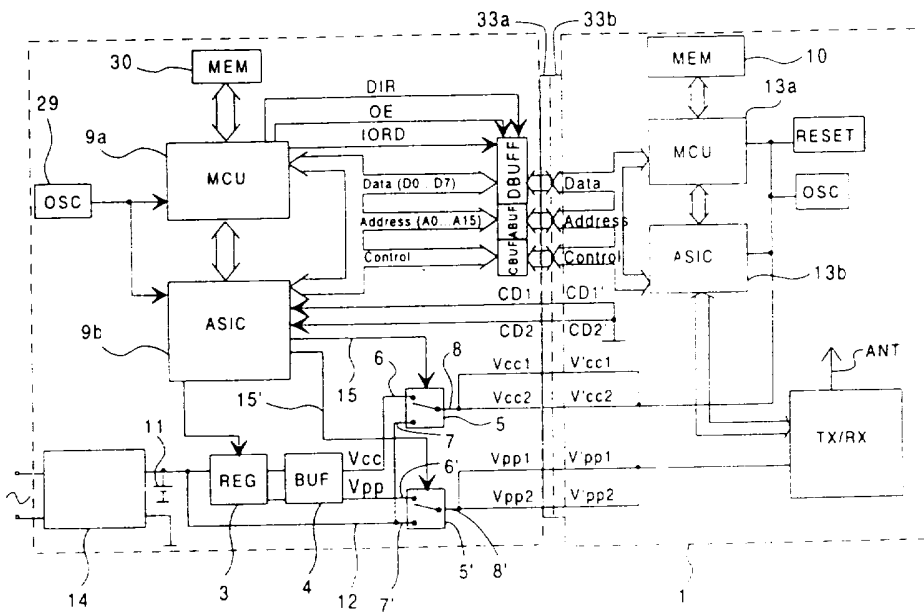 33a 33b
30
MEM
DIR
OE
IORD
29
9a
MCU
OSC
Data (D0...D7)
Address (A0...A15)
Control
DBUFF
ABUF
CBUF
Data
Address
Control
MEM
10
13a
MCU
RESET
OSC
ASIC
13b
9b
ASIC
CD1
CD1'
CD2
CD2'
15
15'
6
8
Vcc1
V'cc1
Vcc2
V'cc2
5
7
ANT
TX/RX
11
REG
BUF
Vcc
Vpp
6'
Vpp1
V'pp1
Vpp2
V'pp2
14
3
4
12
7'
5'
8'
1